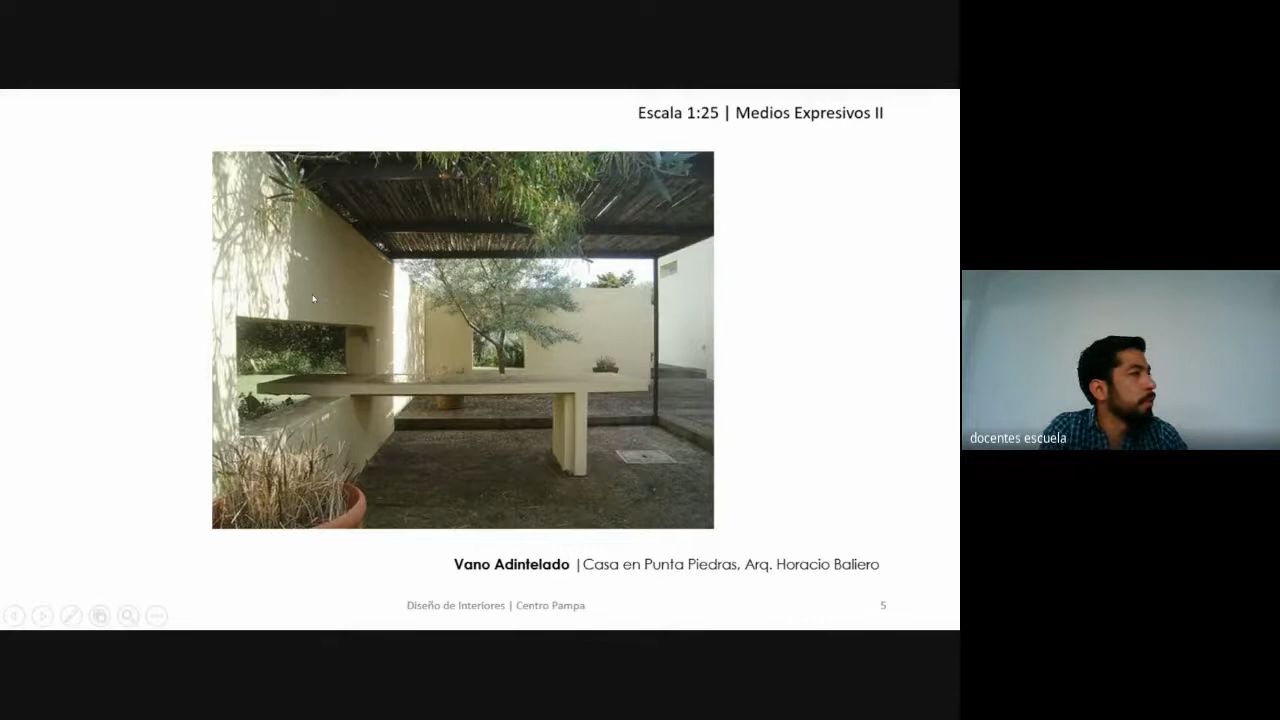 Escala 1:25 | Medios Expresivos II
Vano Adintelado | Casa en Punta Piedras, Arq. Horacio Baliero
Diseño de Interiores | Centro Pampa
5
docentes escuela